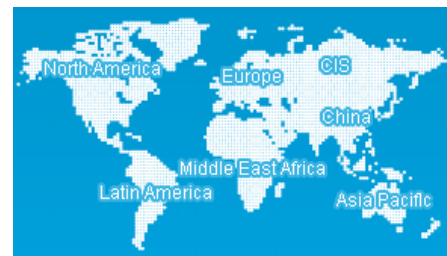 North America
Europe
CIS
China
Middle East Africa
Latin America
Asia Pacific